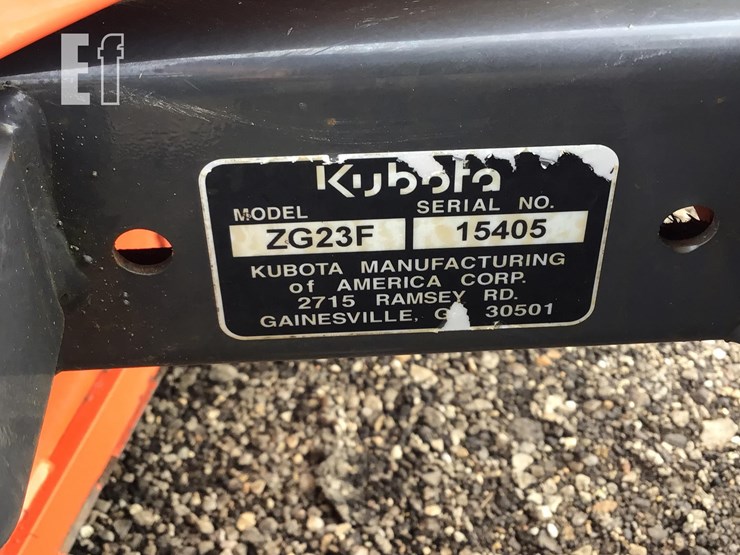 Ef
Kubota
MODEL SERIAL NO.
ZG23F 15405
KUBOTA MANUFACTURING
of AMERICA CORP.
2715 RAMSEY RD.
GAINESVILLE, 30501